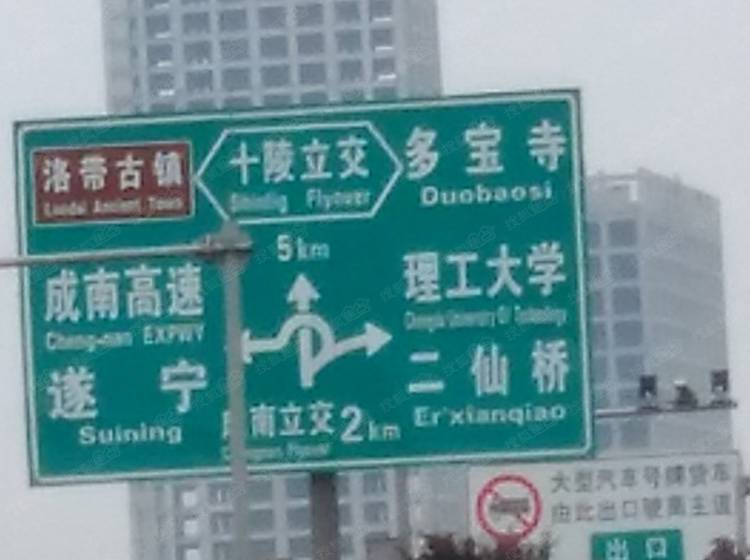 洛带古镇
Luodai Ancient Town
十陵立交
Flyover
多宝寺
Duobaosi
5km
成南高速
Cheng-nan EXPWY
遂宁
Suining
理工大学
Chengdu University Of Technology
二仙桥
Er'xianqiao
南立交 2km
Flyover
大型汽车号牌货车
由此出口驶离主道
出口